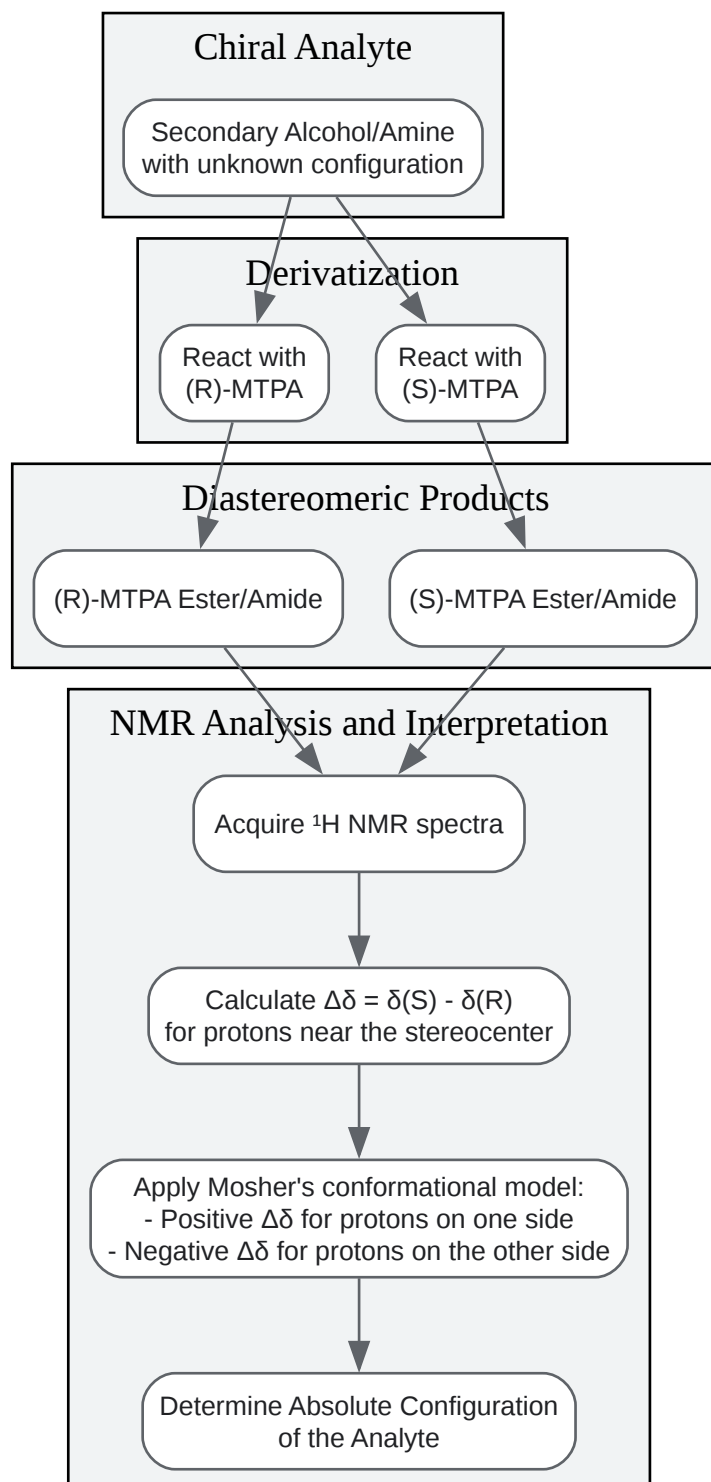 Chiral Analyte
Secondary Alcohol/Amine
with unknown configuration
Derivatization
React with
(R)-MTPA
React with
(S)-MTPA
Diastereomeric Products
(R)-MTPA Ester/Amide
(S)-MTPA Ester/Amide
NMR Analysis and Interpretation
Acquire ¹H NMR spectra
Calculate Δδ = δ(S) - δ(R)
for protons near the stereocenter
Apply Mosher's conformational model:
- Positive Δδ for protons on one side
- Negative Δδ for protons on the other side
Determine Absolute Configuration
of the Analyte